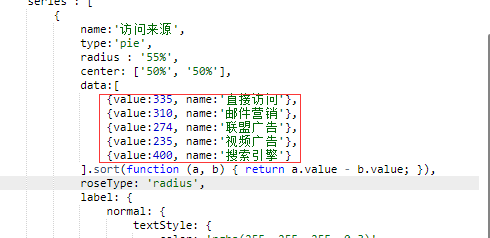 series : [
{
name:'访问来源',
type:'pie',
radius : '55%',
center: ['50%', '50%'],
data:[
{value:335, name:'直接访问'},
{value:310, name:'邮件营销'},
{value:274, name:'联盟广告'},
{value:235, name:'视频广告'},
{value:400, name:'搜索引擎'}
].sort(function (a, b) { return a.value - b.value; }),
roseType: 'radius',
label: {
normal: {
textStyle: {